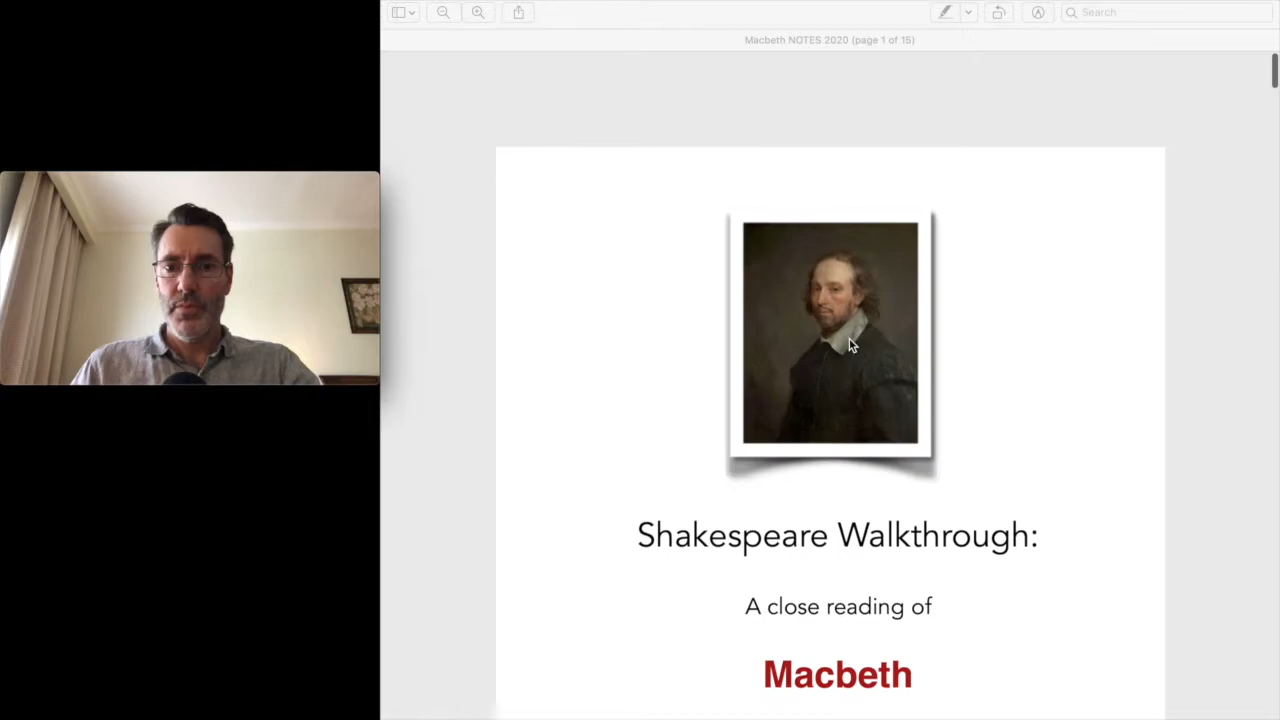 Search
Macbeth NOTES 2020 (page 1 of 15)
Shakespeare Walkthrough:
A close reading of
Macbeth